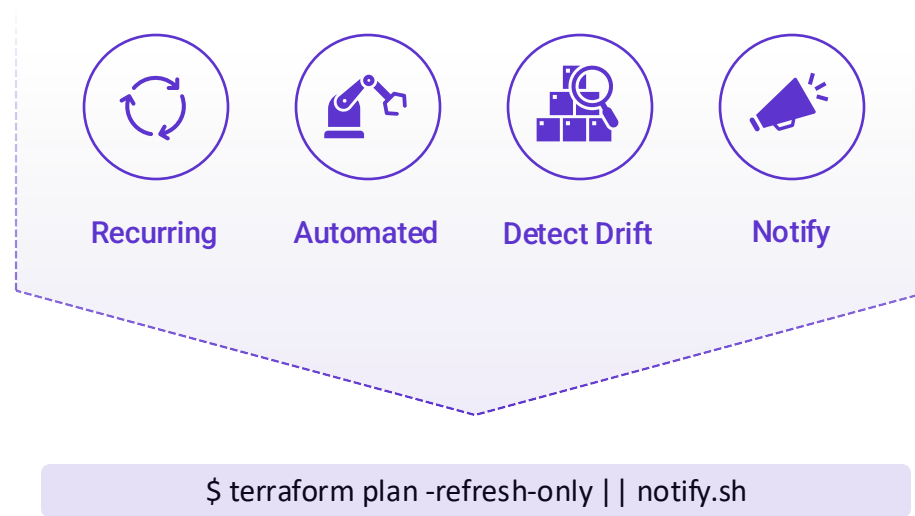 Recurring
Automated
Detect Drift
Notify
$ terraform plan -refresh-only || notify.sh